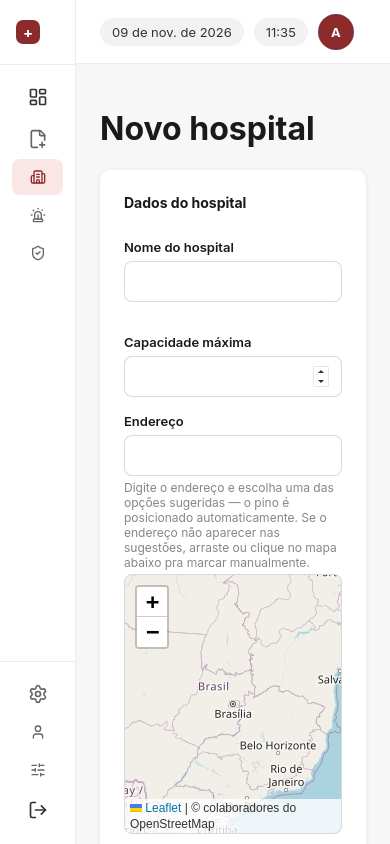 09 de nov. de 2026
11:35
A
Novo hospital
Dados do hospital
Nome do hospital
Capacidade máxima
Endereço
Digite o endereço e escolha uma das
opções sugeridas — o pino é
posicionado automaticamente. Se o
endereço não aparecer nas
sugestões, arraste ou clique no mapa
abaixo pra marcar manualmente.
+
−
Brasil
Salva
Brasília
Belo Horizonte
Rio de
Janeiro
ay /
Leaflet | © colaboradores do
OpenStreetMap